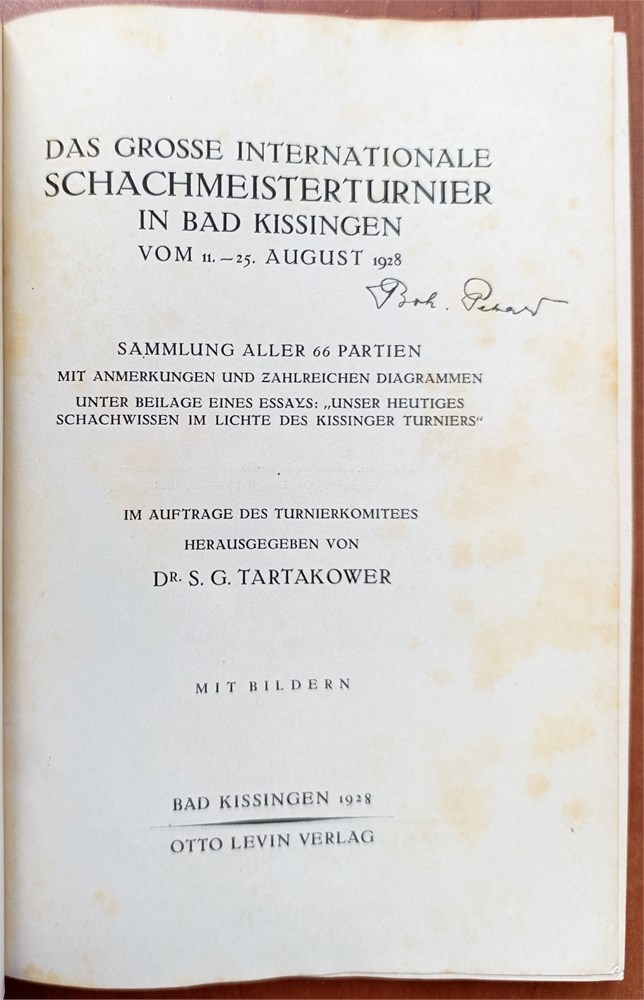 DAS GROSSE INTERNATIONALE
SCHACHMEISTERTURNIER
IN BAD KISSINGEN
VOM 11.–25. AUGUST 1928
Boh.
SAMMLUNG ALLER 66 PARTIEN
MIT ANMERKUNGEN UND ZAHLREICHEN DIAGRAMMEN
UNTER BEILAGE EINES ESSAYS: „UNSER HEUTIGES
SCHACHWISSEN IM LICHTE DES KISSINGER TURNIERS“
IM AUFTRAGE DES TURNIERKOMITEES
HERAUSGEGEBEN VON
DR. S. G. TARTAKOWER
MIT BILDERN
BAD KISSINGEN 1928
OTTO LEVIN VERLAG